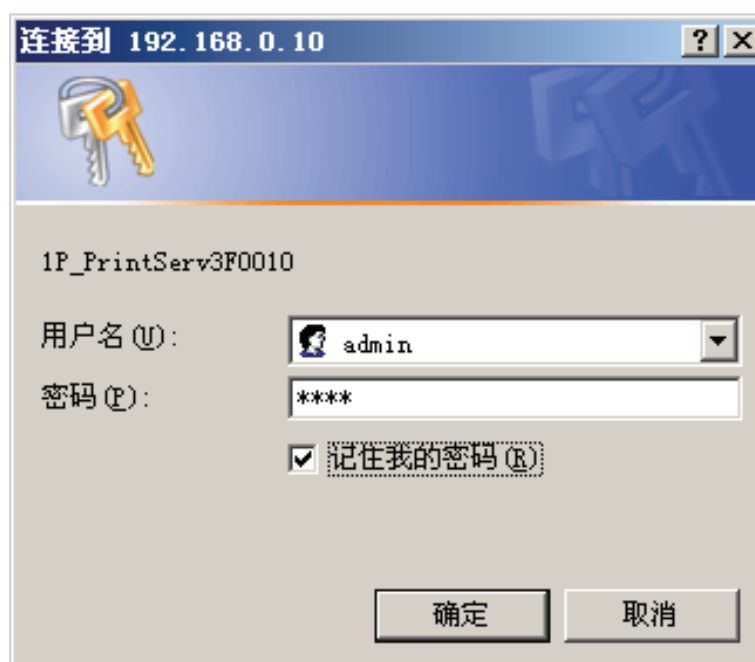 连接到 192.168.0.10
1P_PrintServ3F0010
用户名(U):
admin
密码(P):
****
记住我的密码(R)
确定
取消